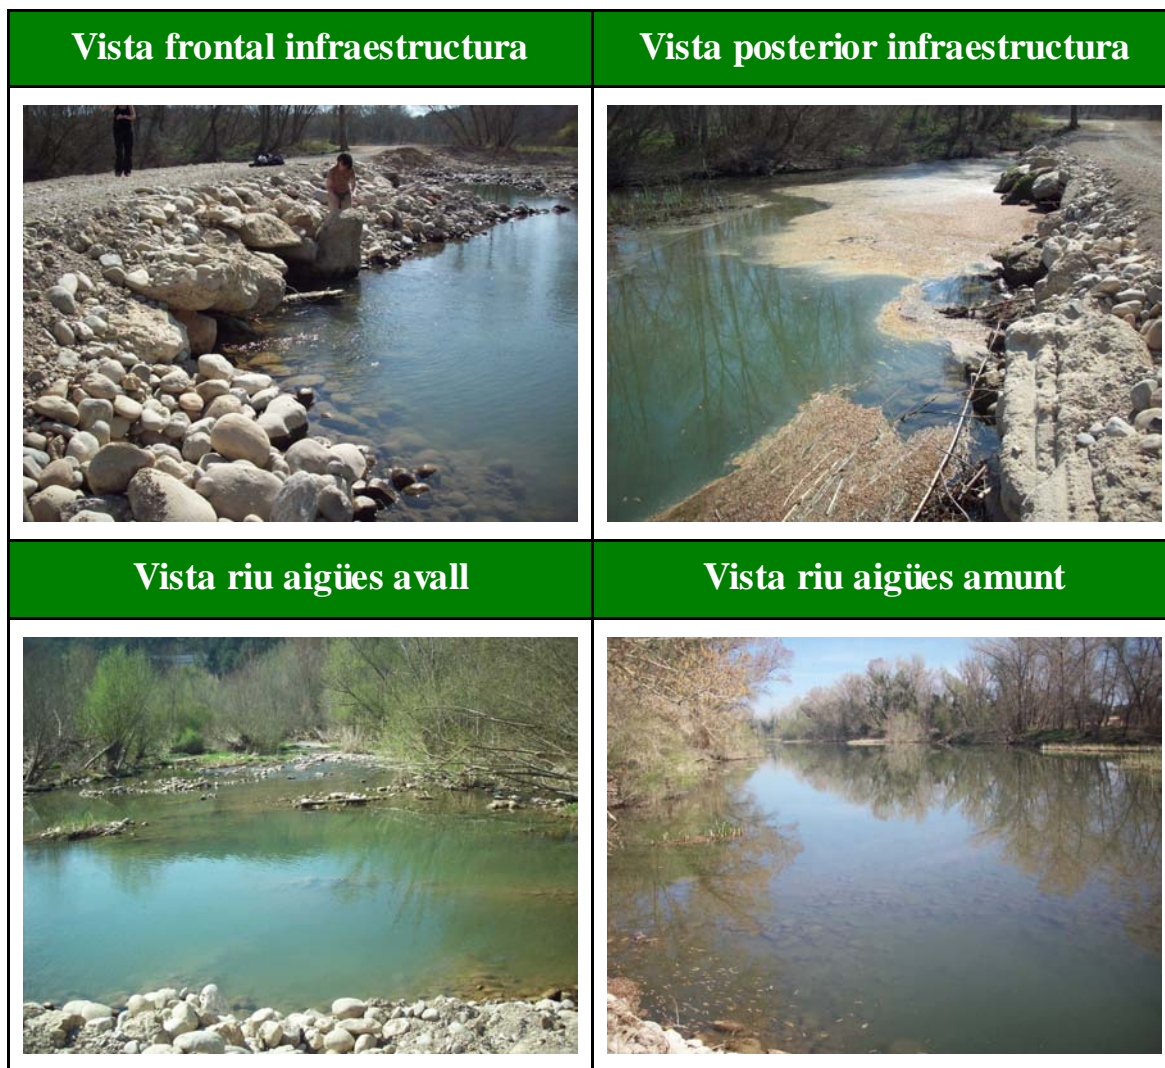 Vista frontal infraestructura
Vista posterior infraestructura
Vista riu aigües avall
Vista riu aigües amunt